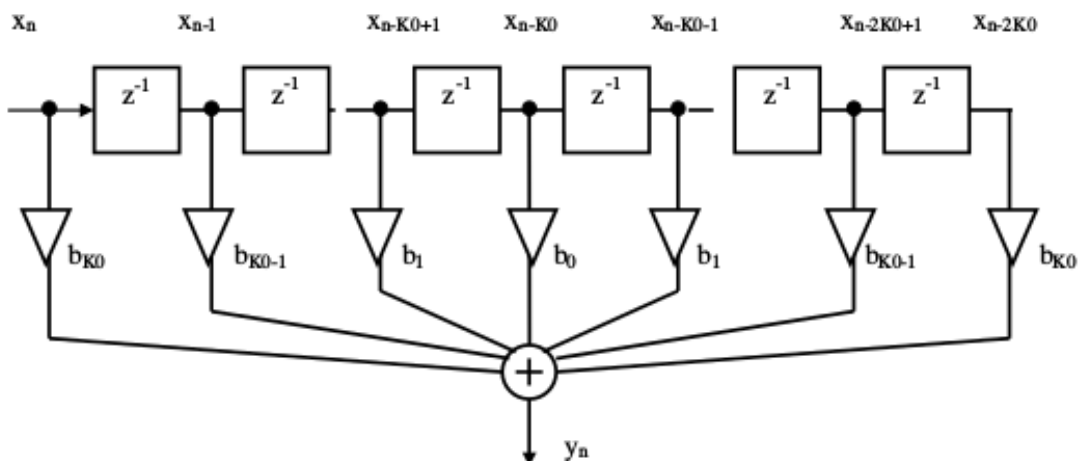 xn xn-1 xn-K0+1 xn-K0 xn-K0-1 xn-2K0+1 xn-2K0
z-1 z-1 z-1 z-1 z-1 z-1
bK0 bK0-1 b1 b0 b1 bK0-1 bK0
+
yn